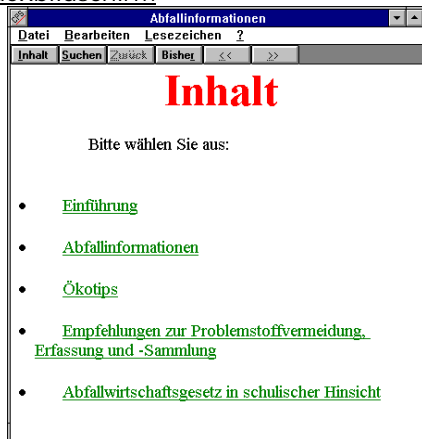 Abfallinformationen
Datei Bearbeiten Lesezeichen ?
Inhalt Suchen Zurück Bisher << >>
Inhalt
Bitte wählen Sie aus:
• Einführung
• Abfallinformationen
• Ökotips
• Empfehlungen zur Problemstoffvermeidung,
Erfassung und -Sammlung
• Abfallwirtschaftsgesetz in schulischer Hinsicht